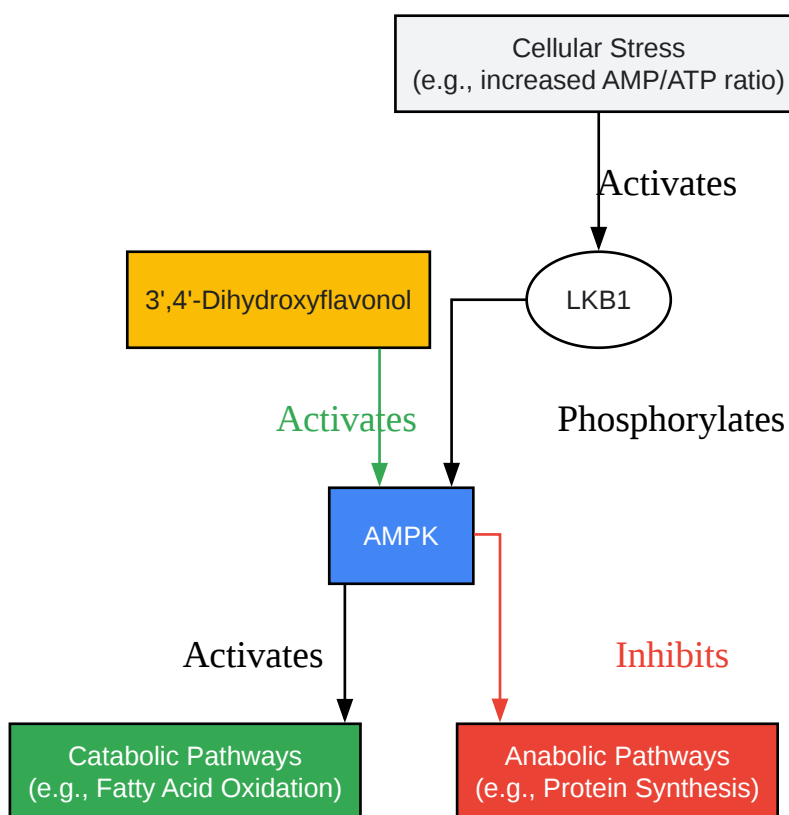 Cellular Stress
(e.g., increased AMP/ATP ratio)
Activates
3',4'-Dihydroxyflavonol
LKB1
Activates
Phosphorylates
AMPK
Activates
Inhibits
Catabolic Pathways
(e.g., Fatty Acid Oxidation)
Anabolic Pathways
(e.g., Protein Synthesis)